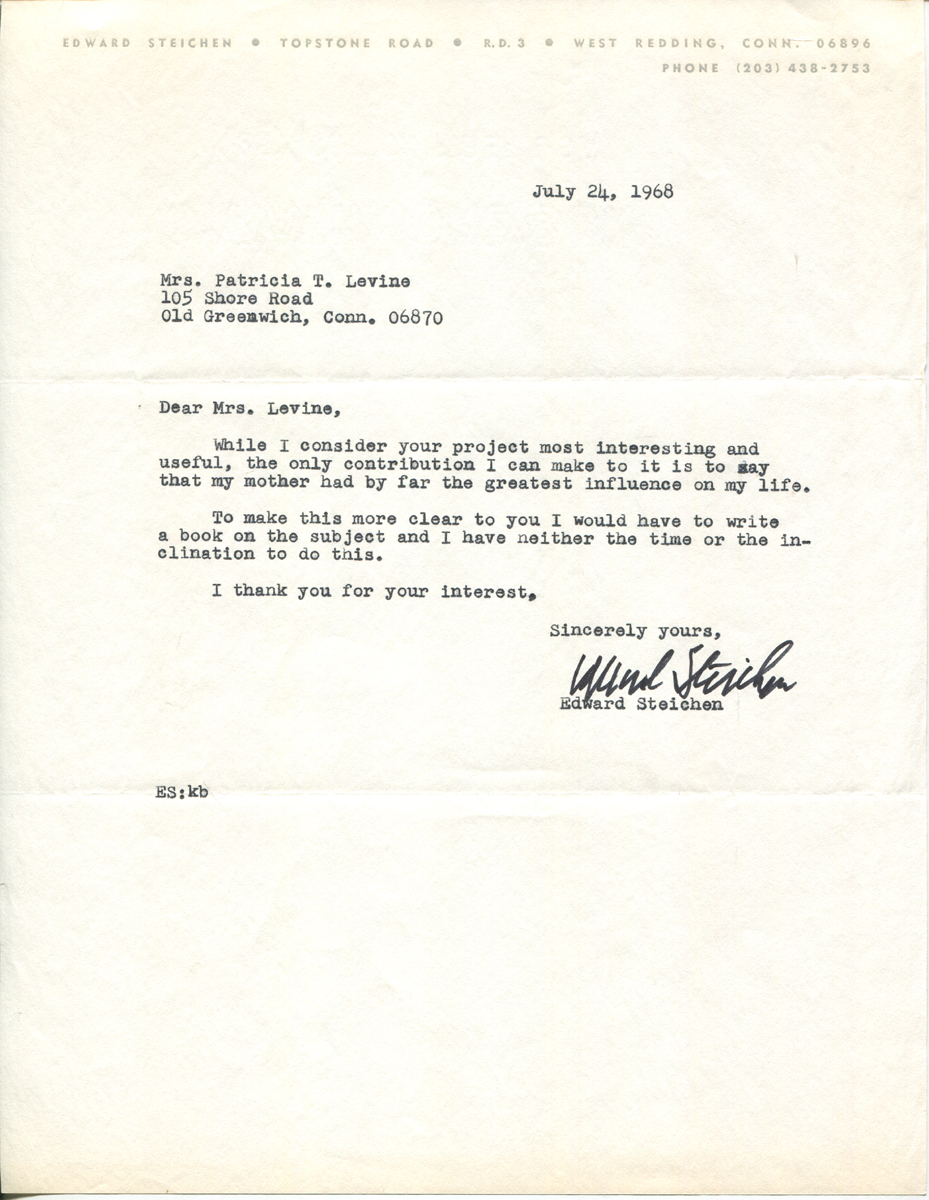 EDWARD STEICHEN • TOPSTONE ROAD • R.D. 3 • WEST REDDING, CONN. 06896
PHONE (203) 438-2753
July 24, 1968
Mrs. Patricia T. Levine
105 Shore Road
Old Greenwich, Conn. 06870
Dear Mrs. Levine,
While I consider your project most interesting and
useful, the only contribution I can make to it is to say
that my mother had by far the greatest influence on my life.
To make this more clear to you I would have to write
a book on the subject and I have neither the time or the in-
clination to do this.
I thank you for your interest.
Sincerely yours,
Edward Steichen
Edward Steichen
ES:kb